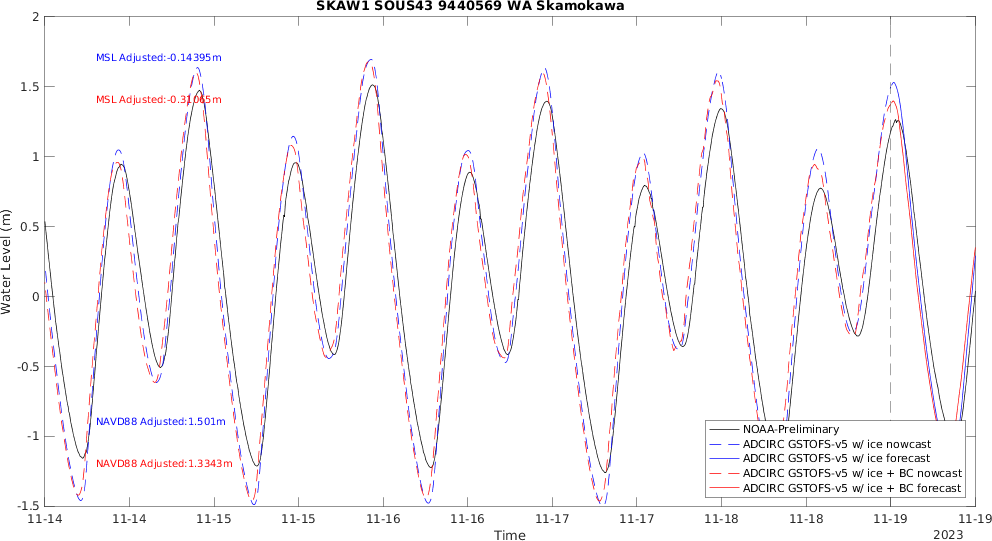 SKAW1 SOUS43 9440569 WA Skamokawa
2
1.5
1
0.5
0
-0.5
-1
-1.5
Water Level (m)
MSL Adjusted:-0.14395m
MSL Adjusted:-0.31065m
NAVD88 Adjusted:1.501m
NAVD88 Adjusted:1.3343m
NOAA-Preliminary
ADCIRC GSTOFS-v5 w/ ice nowcast
ADCIRC GSTOFS-v5 w/ ice forecast
ADCIRC GSTOFS-v5 w/ ice + BC nowcast
ADCIRC GSTOFS-v5 w/ ice + BC forecast
11-14 11-14 11-15 11-15 11-16 11-16 11-17 11-17 11-18 11-18 11-19 11-19
Time
2023